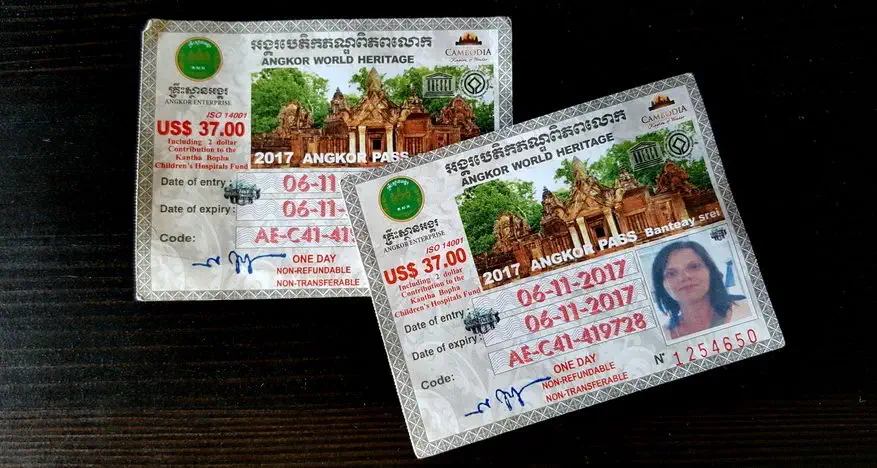 អង្គរបេតិកភណ្ឌពិភពលោក
ANGKOR WORLD HERITAGE
CAMBODIA
Kingdom of Wonder
គ្រឹះស្ថានអង្គរ
ANGKOR ENTERPRISE
ISO 14001
US$ 37.00
Including 2 dollar
Contribution to the
Kantha Bopha
Children's Hospitals Fund
2017 ANGKOR PASS
Date of entry :
06-11
Date of expiry:
06-11
Code:
AE-C41-41
ONE DAY
NON-REFUNDABLE
NON-TRANSFERABLE
អង្គរបេតិកភណ្ឌពិភពលោក
ANGKOR WORLD HERITAGE
CAMBODIA
Kingdom of Wonder
គ្រឹះស្ថានអង្គរ
ANGKOR ENTERPRISE
ISO 14001
US$ 37.00
Including 2 dollar
Contribution to the
Kantha Bopha
Children's Hospitals Fund
2017 ANGKOR PASS Banteay srei
Date of entry
06-11-2017
Date of expiry:
06-11-2017
Code:
AE-C41-419728
ONE DAY
NON-REFUNDABLE
NON-TRANSFERABLE
N° 1254650